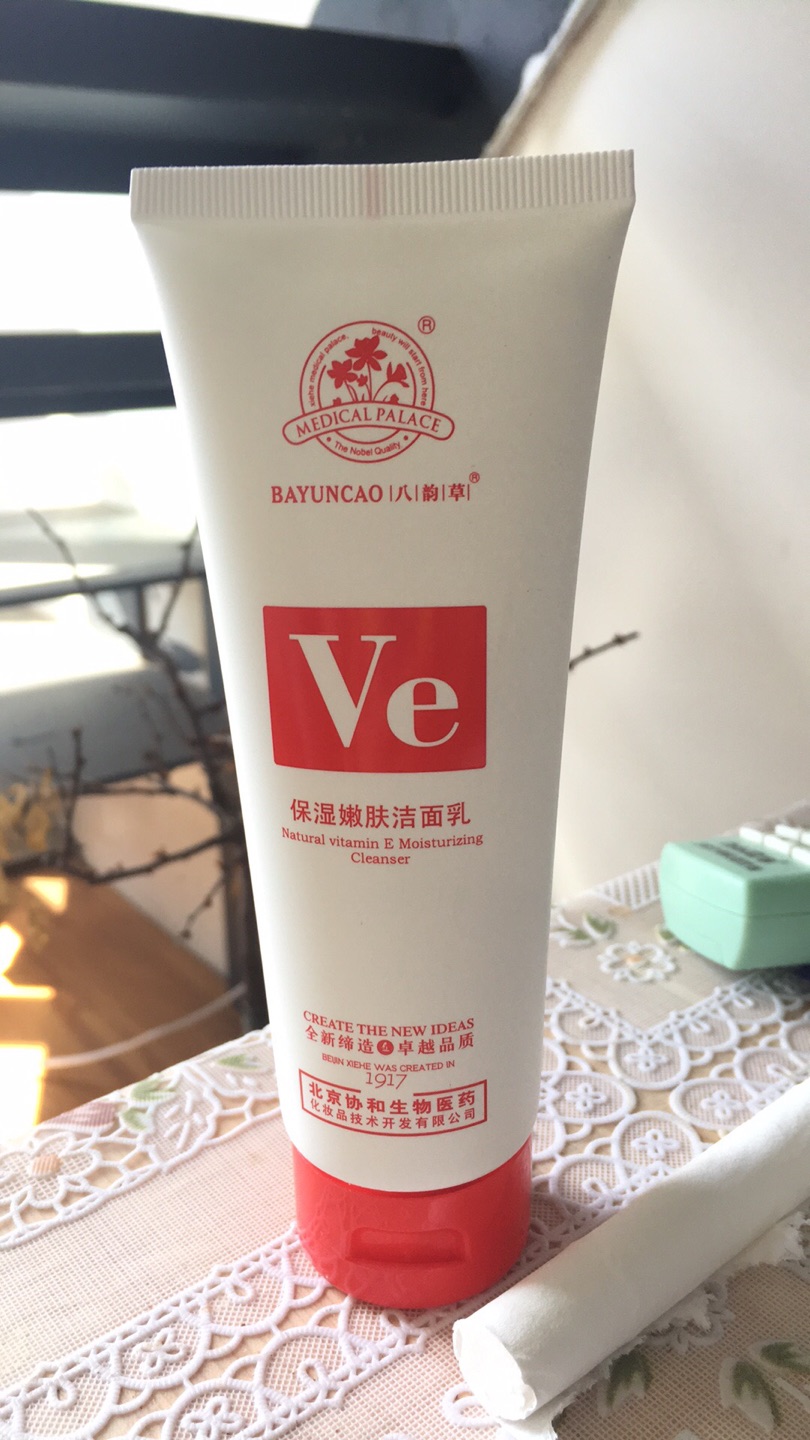 ®
xiehe medical palace.
beauty will start from here
MEDICAL PALACE
• The Nobel Quality •
BAYUNCAO |八|韵|草|®
Ve
保湿嫩肤洁面乳
Natural vitamin E Moisturizing
Cleanser
CREATE THE NEW IDEAS
全新缔造 卓越品质
BEIJIN XIEHE WAS CREATED IN
1917
北京协和生物医药
化妆品技术开发有限公司